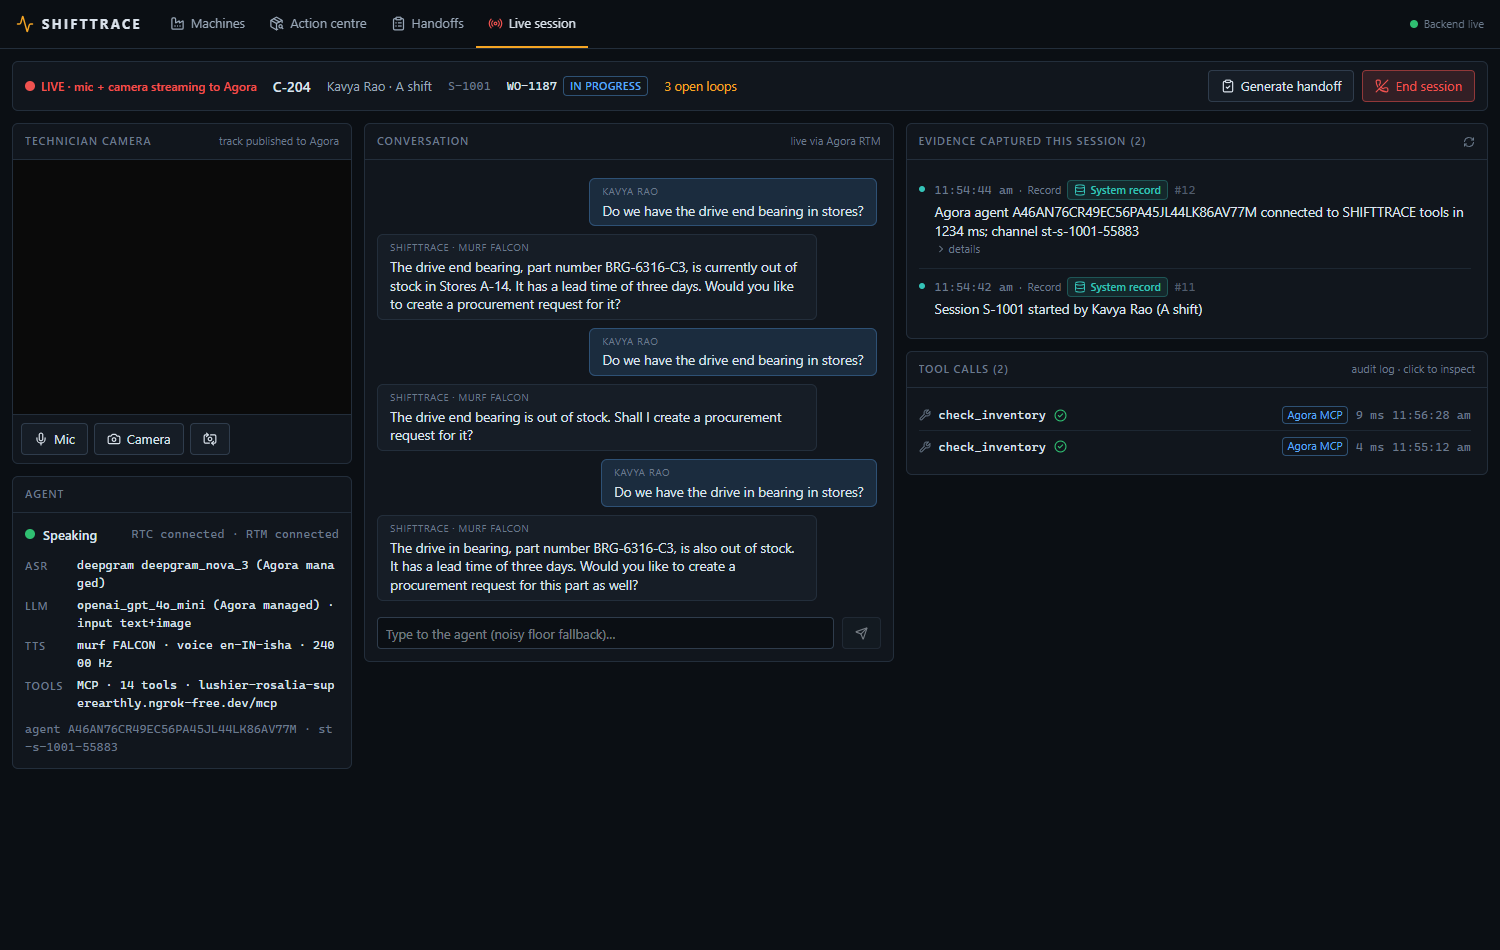 SHIFTTRACE
Machines
Action centre
Handoffs
Live session
Backend live
LIVE · mic + camera streaming to Agora
C-204
Kavya Rao · A shift
S-1001
WO-1187
IN PROGRESS
3 open loops
Generate handoff
End session
TECHNICIAN CAMERA
track published to Agora
Mic
Camera
AGENT
Speaking
RTC connected · RTM connected
ASR
deepgram deepgram_nova_3 (Agora mana
ged)
LLM
openai_gpt_4o_mini (Agora managed) ·
input text+image
TTS
murf FALCON · voice en-IN-isha · 240
00 Hz
TOOLS
MCP · 14 tools · lushier-rosalia-sup
erearthly.ngrok-free.dev/mcp
agent A46AN76CR49EC56PA45JL44LK86AV77M · st
-s-1001-55883
CONVERSATION
live via Agora RTM
KAVYA RAO
Do we have the drive end bearing in stores?
SHIFTTRACE · MURF FALCON
The drive end bearing, part number BRG-6316-C3, is currently out of
stock in Stores A-14. It has a lead time of three days. Would you like
to create a procurement request for it?
KAVYA RAO
Do we have the drive end bearing in stores?
SHIFTTRACE · MURF FALCON
The drive end bearing is out of stock. Shall I create a procurement
request for it?
KAVYA RAO
Do we have the drive in bearing in stores?
SHIFTTRACE · MURF FALCON
The drive in bearing, part number BRG-6316-C3, is also out of stock.
It has a lead time of three days. Would you like to create a
procurement request for this part as well?
Type to the agent (noisy floor fallback)...
EVIDENCE CAPTURED THIS SESSION (2)
11:54:44 am · Record
System record
#12
Agora agent A46AN76CR49EC56PA45JL44LK86AV77M connected to SHIFTTRACE tools in
1234 ms; channel st-s-1001-55883
details
11:54:42 am · Record
System record
#11
Session S-1001 started by Kavya Rao (A shift)
TOOL CALLS (2)
audit log · click to inspect
check_inventory
Agora MCP
9 ms 11:56:28 am
check_inventory
Agora MCP
4 ms 11:55:12 am